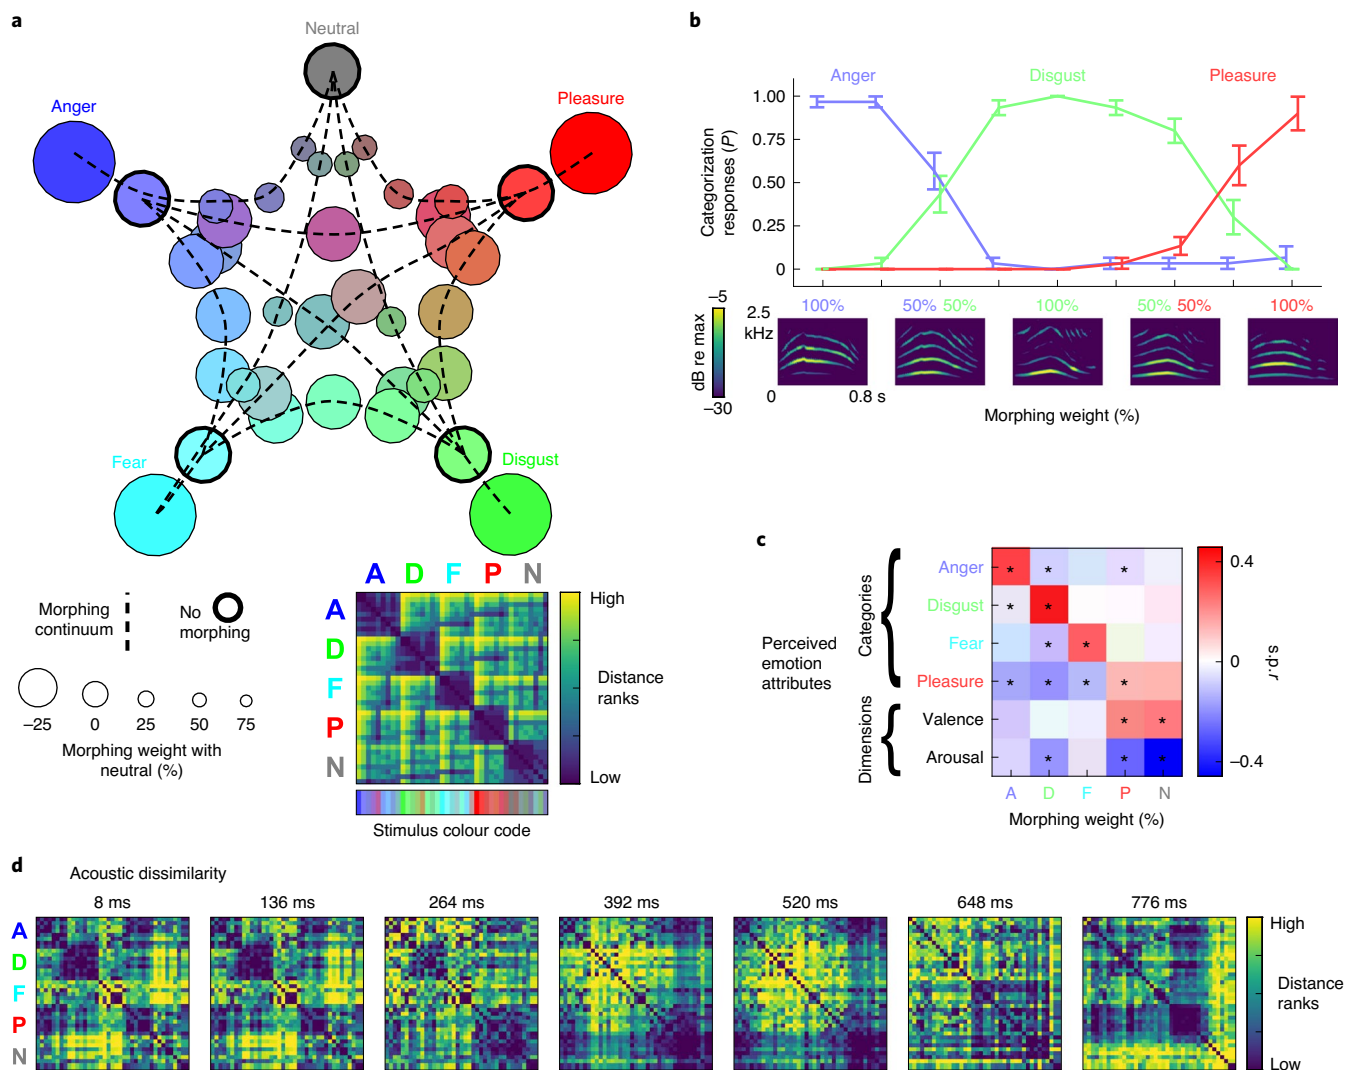 a
Neutral
Anger
Pleasure
Fear
Disgust
Morphing
continuum
No
morphing
−25
0
25
50
75
Morphing weight with
neutral (%)
A D F P N
A
D
F
P
N
High
Distance
ranks
Low
Stimulus colour code
b
Anger
Disgust
Pleasure
Categorization
responses (P)
1.00
0.75
0.50
0.25
0
100%
50% 50%
100%
50% 50%
100%
dB re max
−5
−30
2.5
kHz
0
0.8 s
Morphing weight (%)
c
Perceived
emotion
attributes
Categories
Dimensions
Anger
Disgust
Fear
Pleasure
Valence
Arousal
* * *
* *
* *
* * * *
* *
* * *
A D F P N
Morphing weight (%)
0.4
0
−0.4
s.p.r
d
Acoustic dissimilarity
8 ms
136 ms
264 ms
392 ms
520 ms
648 ms
776 ms
A
D
F
P
N
High
Distance
ranks
Low